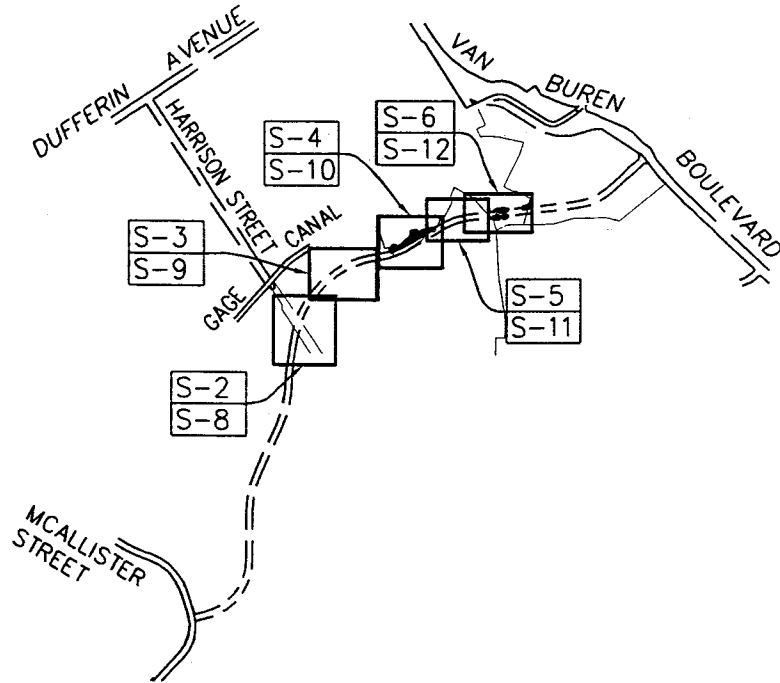 DUFFERIN AVENUE
HARRISON STREET
VAN BUREN BOULEVARD
S-6
S-12
S-4
S-10
S-3
S-9
GAGE CANAL
S-5
S-11
S-2
S-8
MCALLISTER
STREET